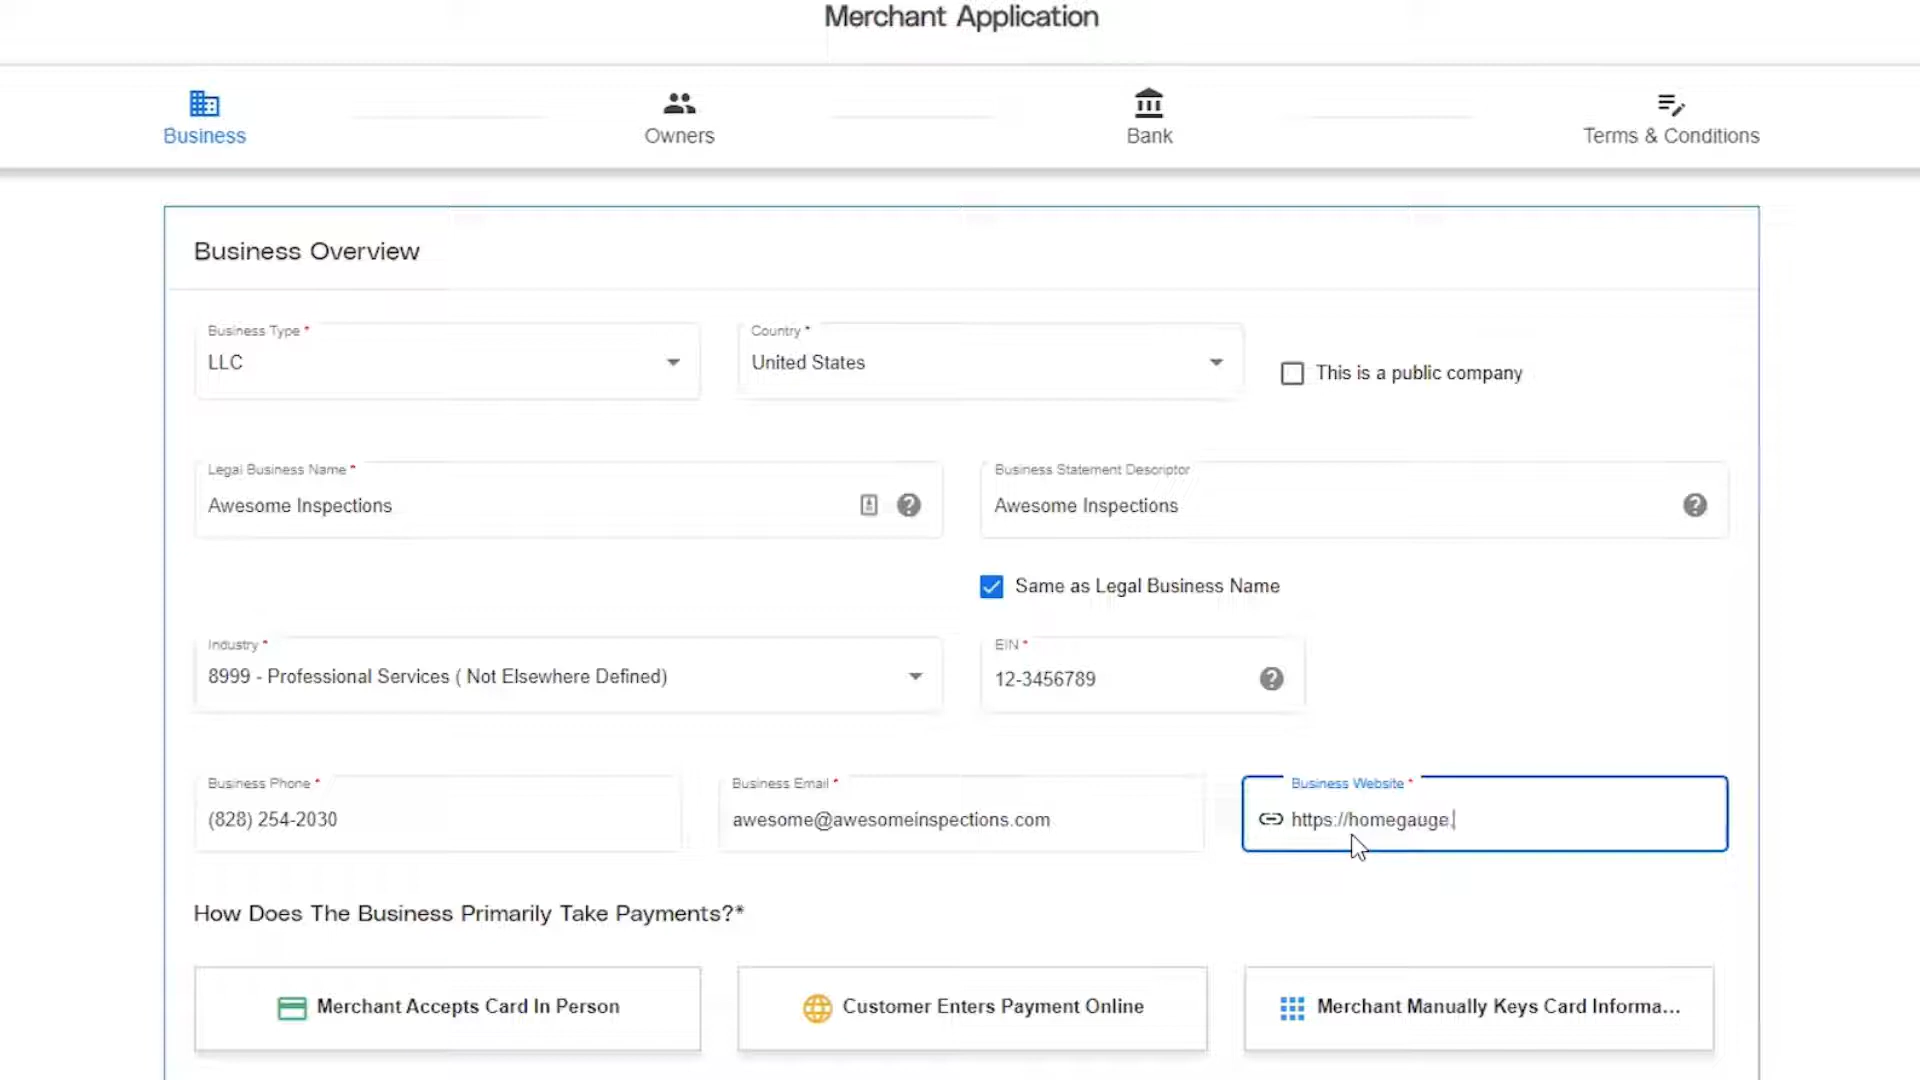 Merchant Application
Business
Owners
Bank
Terms & Conditions
Business Overview
Business Type *
LLC
Country *
United States
This is a public company
Legal Business Name *
Awesome Inspections
Business Statement Descriptor
Awesome Inspections
Same as Legal Business Name
Industry *
8999 - Professional Services ( Not Elsewhere Defined)
EIN *
12-3456789
Business Phone *
(828) 254-2030
Business Email *
awesome@awesomeinspections.com
Business Website *
https://homegauge.
How Does The Business Primarily Take Payments?*
Merchant Accepts Card In Person
Customer Enters Payment Online
Merchant Manually Keys Card Informa...